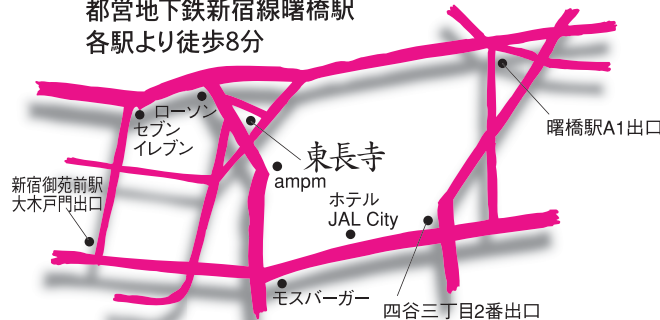 都営地下鉄新宿線曙橋駅
各駅より徒歩8分
ローソン
セブン
イレブン
東長寺
曙橋駅A1出口
ampm
新宿御苑前駅
大木戸門出口
ホテル
JAL City
モスバーガー
四谷三丁目2番出口